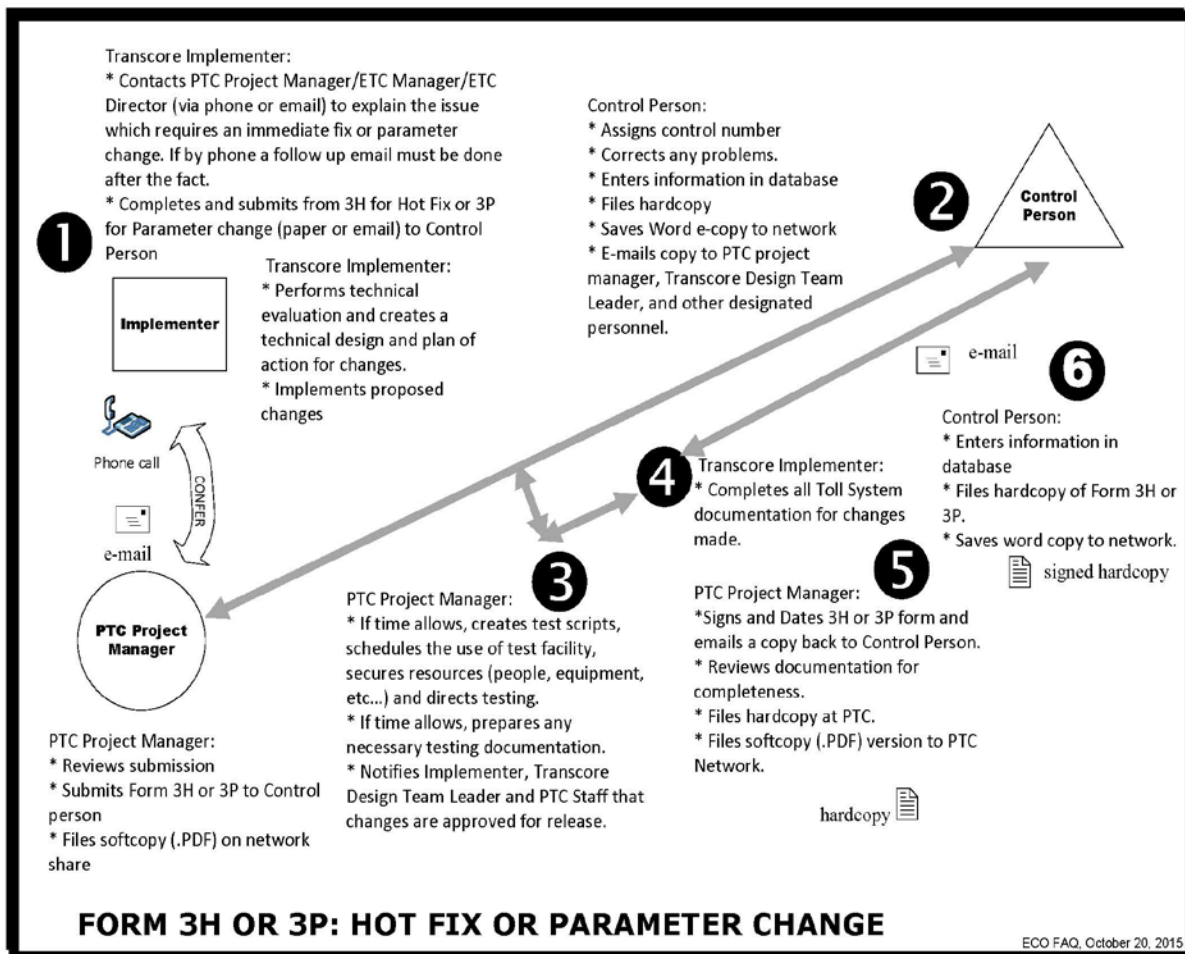 Transcore Implementer:
* Contacts PTC Project Manager/ETC Manager/ETC
Director (via phone or email) to explain the issue
which requires an immediate fix or parameter
change. If by phone a follow up email must be done
after the fact.
* Completes and submits from 3H for Hot Fix or 3P
for Parameter change (paper or email) to Control
Person
1
Implementer
Transcore Implementer:
* Performs technical
evaluation and creates a
technical design and plan of
action for changes.
* Implements proposed
changes
Phone call
CONFER
e-mail
PTC Project
Manager
PTC Project Manager:
* Reviews submission
* Submits Form 3H or 3P to Control
person
* Files softcopy (.PDF) on network
share
Control Person:
* Assigns control number
* Corrects any problems.
* Enters information in database
* Files hardcopy
* Saves Word e-copy to network
* E-mails copy to PTC project
manager, Transcore Design Team
Leader, and other designated
personnel.
2
Control
Person
3
PTC Project Manager:
* If time allows, creates test scripts,
schedules the use of test facility,
secures resources (people, equipment,
etc...) and directs testing.
* If time allows, prepares any
necessary testing documentation.
* Notifies Implementer, Transcore
Design Team Leader and PTC Staff that
changes are approved for release.
4
Transcore Implementer:
* Completes all Toll System
documentation for changes
made.
5
PTC Project Manager:
*Signs and Dates 3H or 3P form and
emails a copy back to Control Person.
* Reviews documentation for
completeness.
* Files hardcopy at PTC.
* Files softcopy (.PDF) version to PTC
Network.
hardcopy
e-mail
6
Control Person:
* Enters information in
database
* Files hardcopy of Form 3H or
3P.
* Saves word copy to network.
signed hardcopy
FORM 3H OR 3P: HOT FIX OR PARAMETER CHANGE
ECO FAQ, October 20, 2015